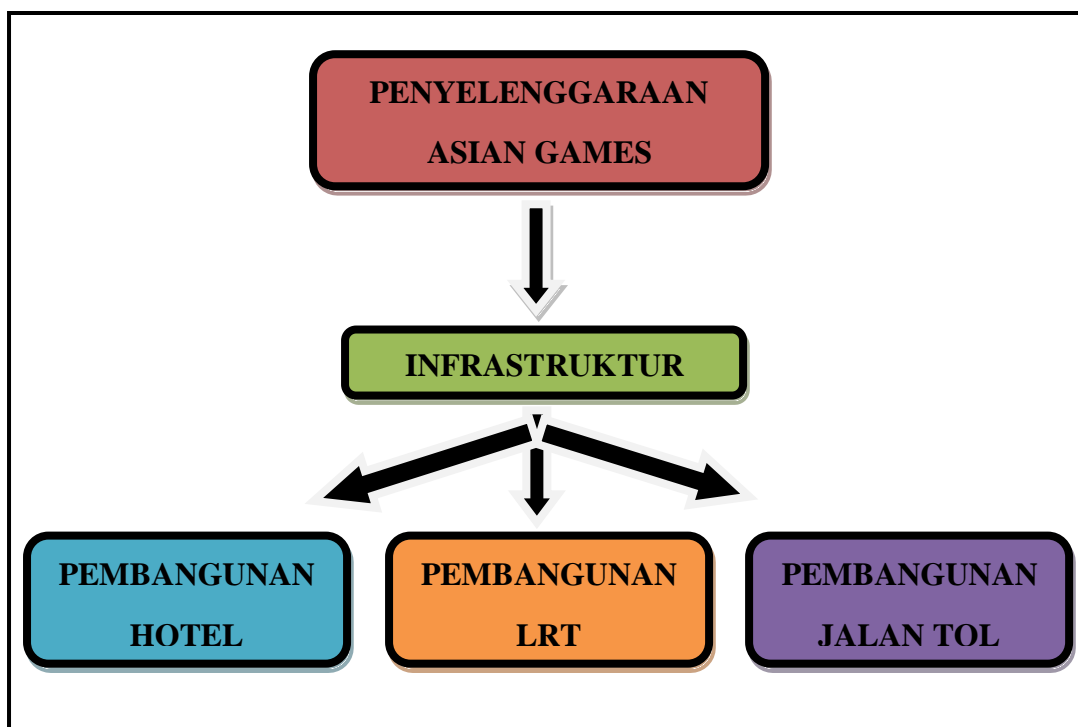 PENYELENGGARAAN
ASIAN GAMES
INFRASTRUKTUR
PEMBANGUNAN
HOTEL
PEMBANGUNAN
LRT
PEMBANGUNAN
JALAN TOL